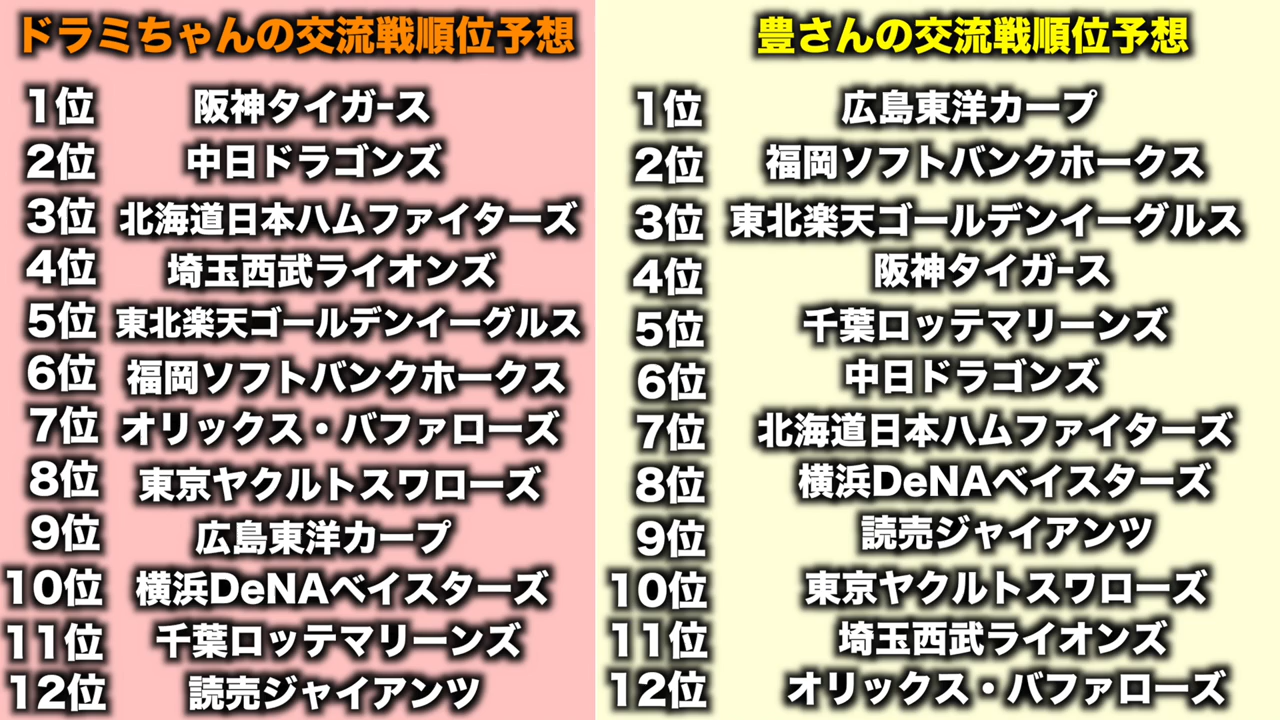 ドラミちゃんの交流戦順位予想
1位 阪神タイガース
2位 中日ドラゴンズ
3位 北海道日本ハムファイターズ
4位 埼玉西武ライオンズ
5位 東北楽天ゴールデンイーグルス
6位 福岡ソフトバンクホークス
7位 オリックス・バファローズ
8位 東京ヤクルトスワローズ
9位 広島東洋カープ
10位 横浜DeNAベイスターズ
11位 千葉ロッテマリーンズ
12位 読売ジャイアンツ
豊さんの交流戦順位予想
1位 広島東洋カープ
2位 福岡ソフトバンクホークス
3位 東北楽天ゴールデンイーグルス
4位 阪神タイガース
5位 千葉ロッテマリーンズ
6位 中日ドラゴンズ
7位 北海道日本ハムファイターズ
8位 横浜DeNAベイスターズ
9位 読売ジャイアンツ
10位 東京ヤクルトスワローズ
11位 埼玉西武ライオンズ
12位 オリックス・バファローズ